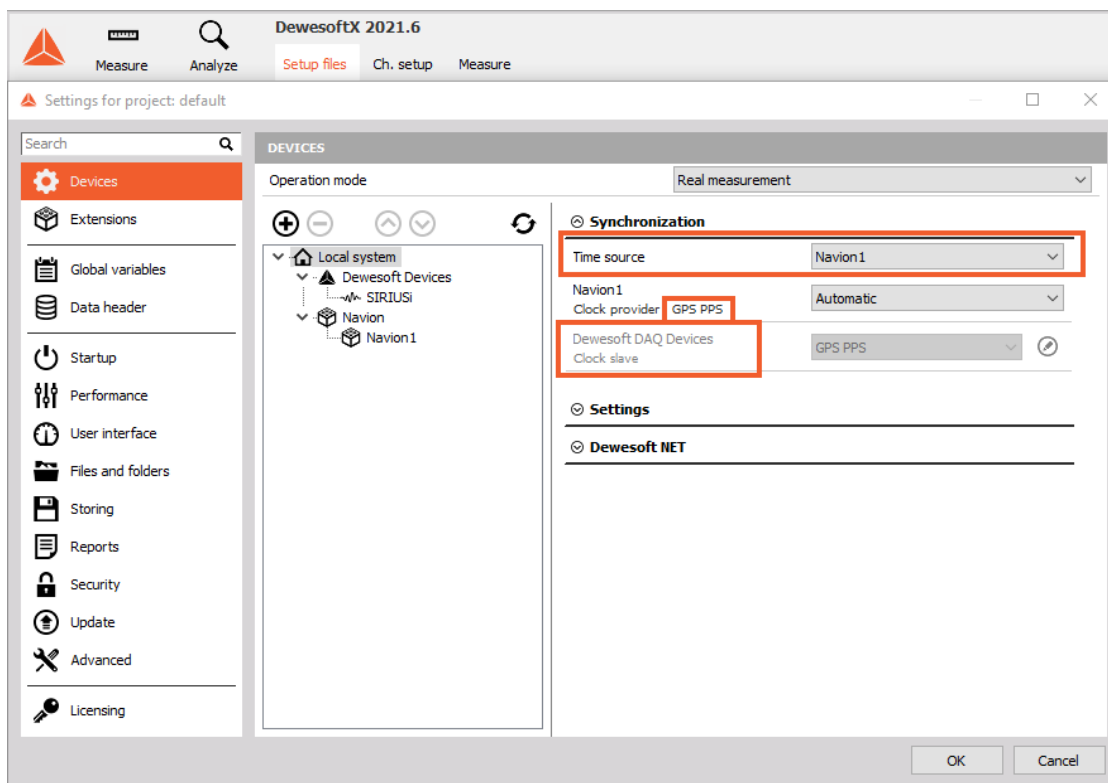 DewesoftX 2021.6
Measure Analyze Setup files Ch. setup Measure
Settings for project: default
Search
Devices
Extensions
Global variables
Data header
Startup
Performance
User interface
Files and folders
Storing
Reports
Security
Update
Advanced
Licensing
DEVICES
Operation mode Real measurement
Local system
Dewesoft Devices
SIRIUSi
Navion
Navion1
Synchronization
Time source Navion1
Navion1
Clock provider GPS PPS Automatic
Dewesoft DAQ Devices
Clock slave GPS PPS
Settings
Dewesoft NET
OK Cancel